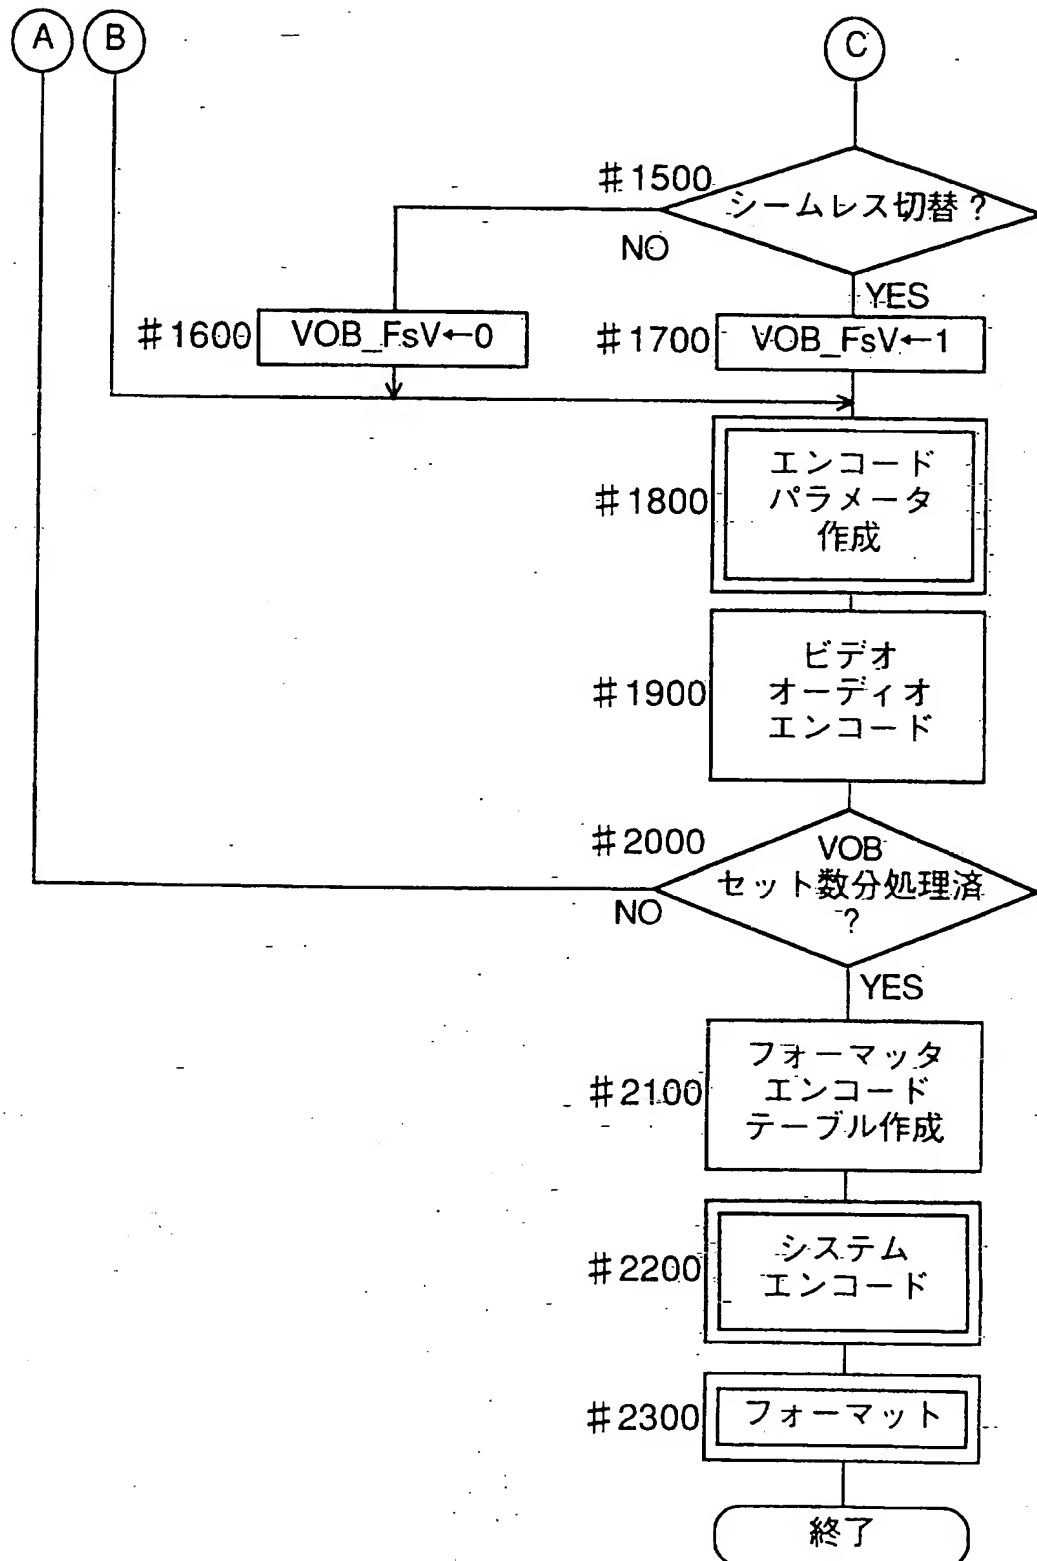 A
B
C
#1500
シームレス切替?
NO
YES
#1600
VOB_FsV←0
#1700
VOB_FsV←1
#1800
エンコード
パラメータ
作成
#1900
ビデオ
オーディオ
エンコード
#2000
VOB
セット数分処理済
?
NO
YES
#2100
フォーマッタ
エンコード
テーブル作成
#2200
システム
エンコード
#2300
フォーマット
終了